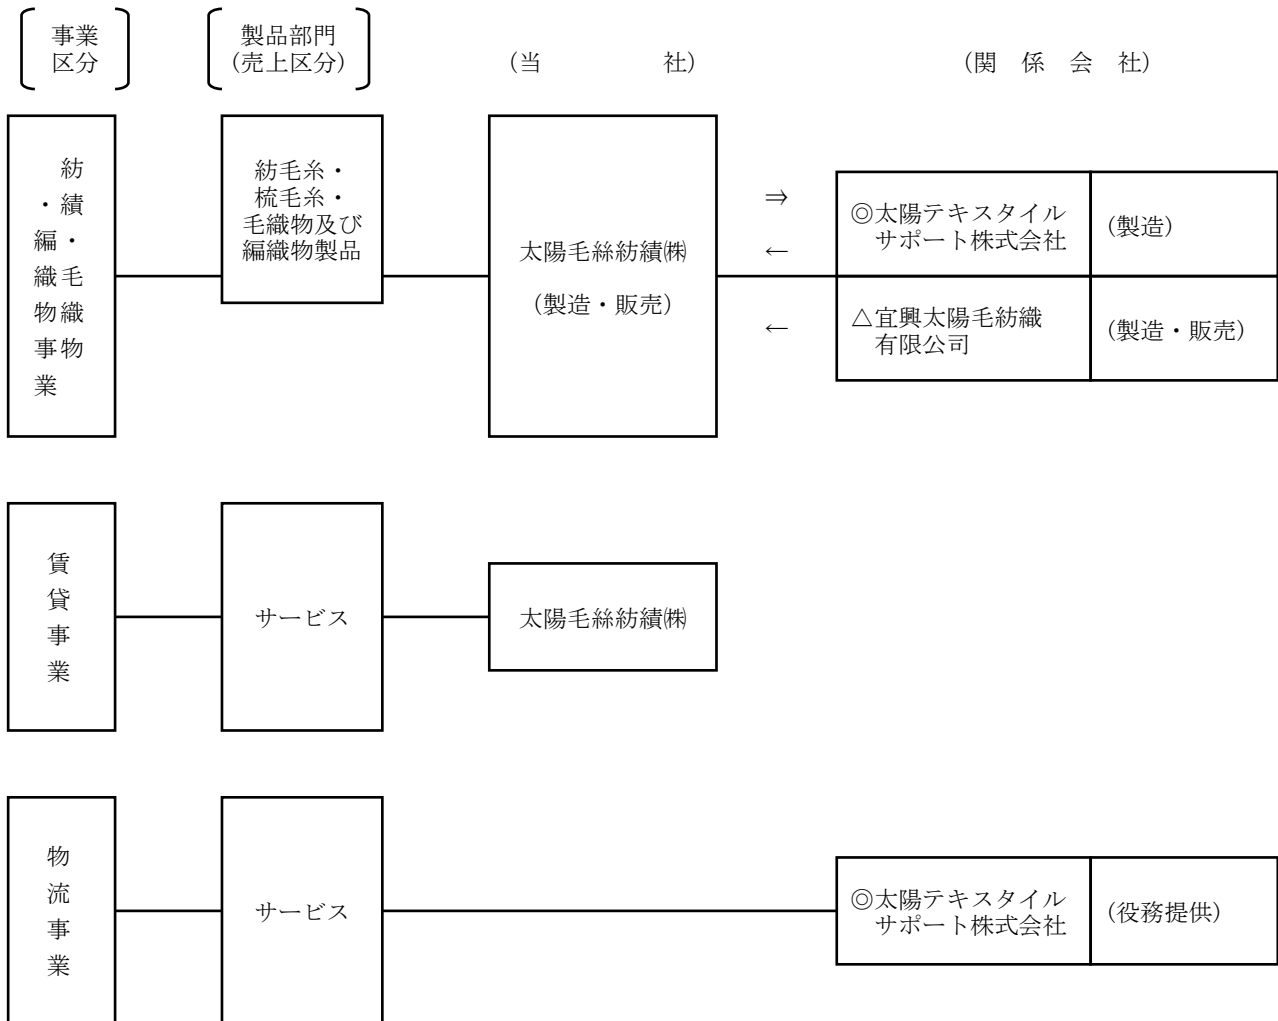 事業
区分
製品部門
(売上区分)
(当　　　　　社)
(関　係　会　社)
紡績・毛織物
・編織物事業
紡毛糸・
梳毛糸・
毛織物及び
編織物製品
太陽毛絲紡績㈱
(製造・販売)
⇒
←
←
◎太陽テキスタイル
サポート株式会社
(製造)
△宜興太陽毛紡織
有限公司
(製造・販売)
賃貸事業
サービス
太陽毛絲紡績㈱
物流事業
サービス
◎太陽テキスタイル
サポート株式会社
(役務提供)